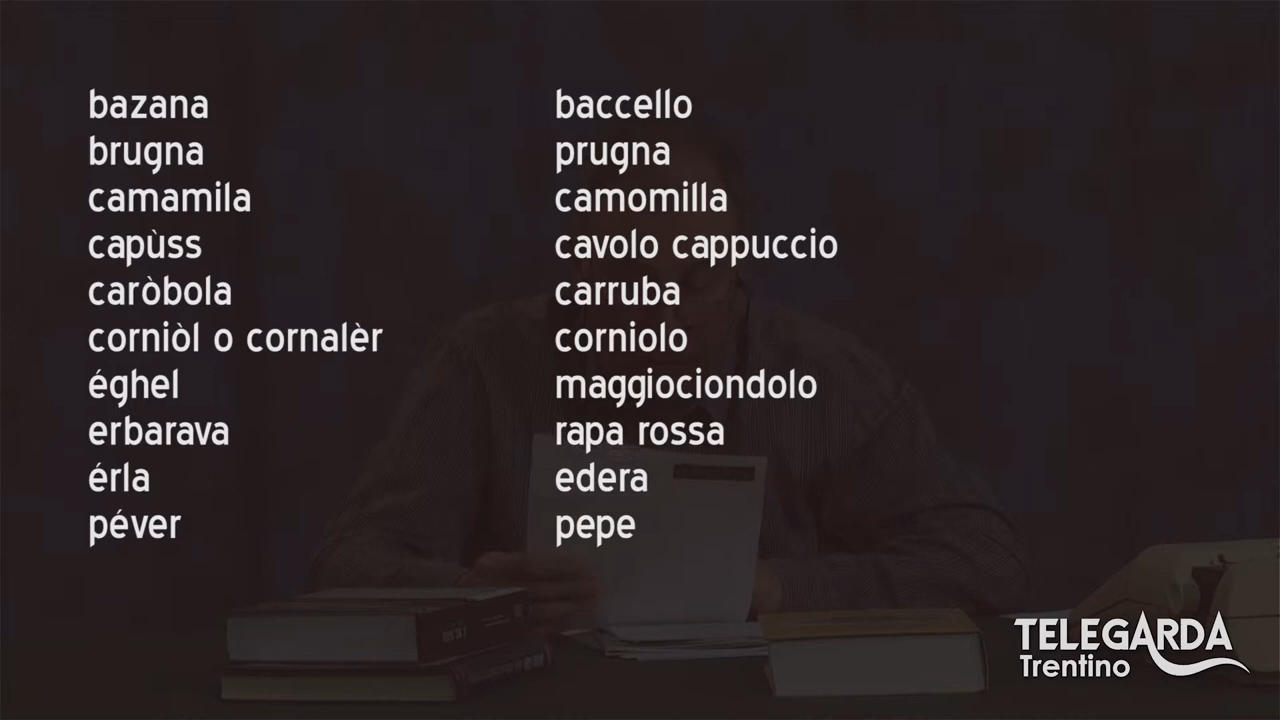 bazana baccello
brugna prugna
camamila camomilla
capùss cavolo cappuccio
caròbola carruba
corniòl o cornalèr corniolo
éghel maggiociondolo
erbarava rapa rossa
érla edera
péver pepe
TELEGARDA
Trentino